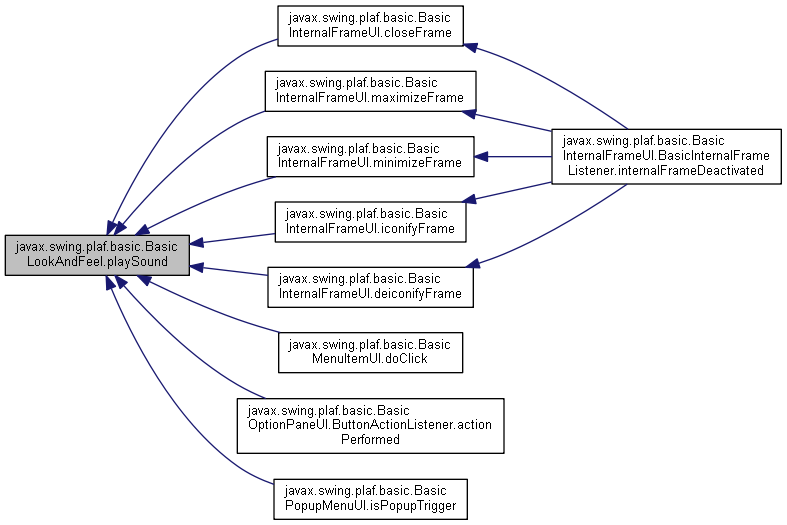 javax.swing.plaf.basic.Basic
InternalFrameUI.closeFrame
javax.swing.plaf.basic.Basic
InternalFrameUI.maximizeFrame
javax.swing.plaf.basic.Basic
InternalFrameUI.BasicInternalFrame
Listener.internalFrameDeactivated
javax.swing.plaf.basic.Basic
InternalFrameUI.minimizeFrame
javax.swing.plaf.basic.Basic
InternalFrameUI.iconifyFrame
javax.swing.plaf.basic.Basic
LookAndFeel.playSound
javax.swing.plaf.basic.Basic
InternalFrameUI.deiconifyFrame
javax.swing.plaf.basic.Basic
MenuItemUI.doClick
javax.swing.plaf.basic.Basic
OptionPaneUI.ButtonActionListener.action
Performed
javax.swing.plaf.basic.Basic
PopupMenuUI.isPopupTrigger